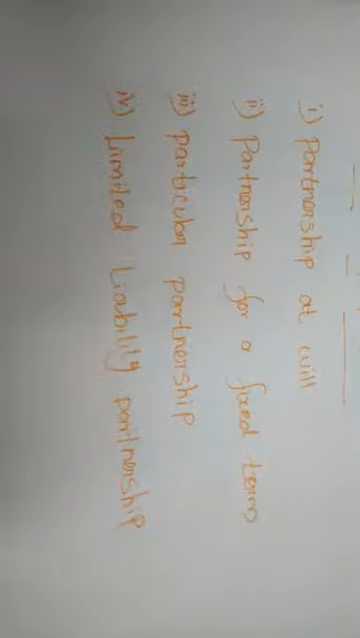 i) Partnership at will
ii) Partnership for a fixed term
iii) particular partnership
iv) Limited Liability partnership